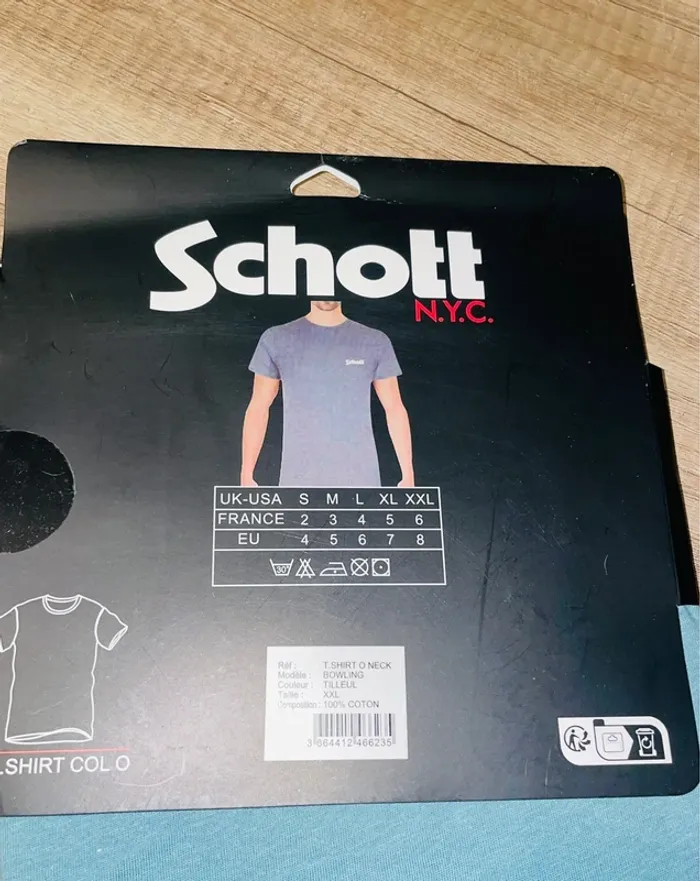 Schott
N.Y.C.
Schott
UK-USA S M L XL XXL
FRANCE 2 3 4 5 6
EU 4 5 6 7 8
30°
Réf : T.SHIRT O NECK
Modèle : BOWLING
Couleur : TILLEUL
Taille : XXL
Composition : 100% COTON
3 664412 466235
.SHIRT COL O